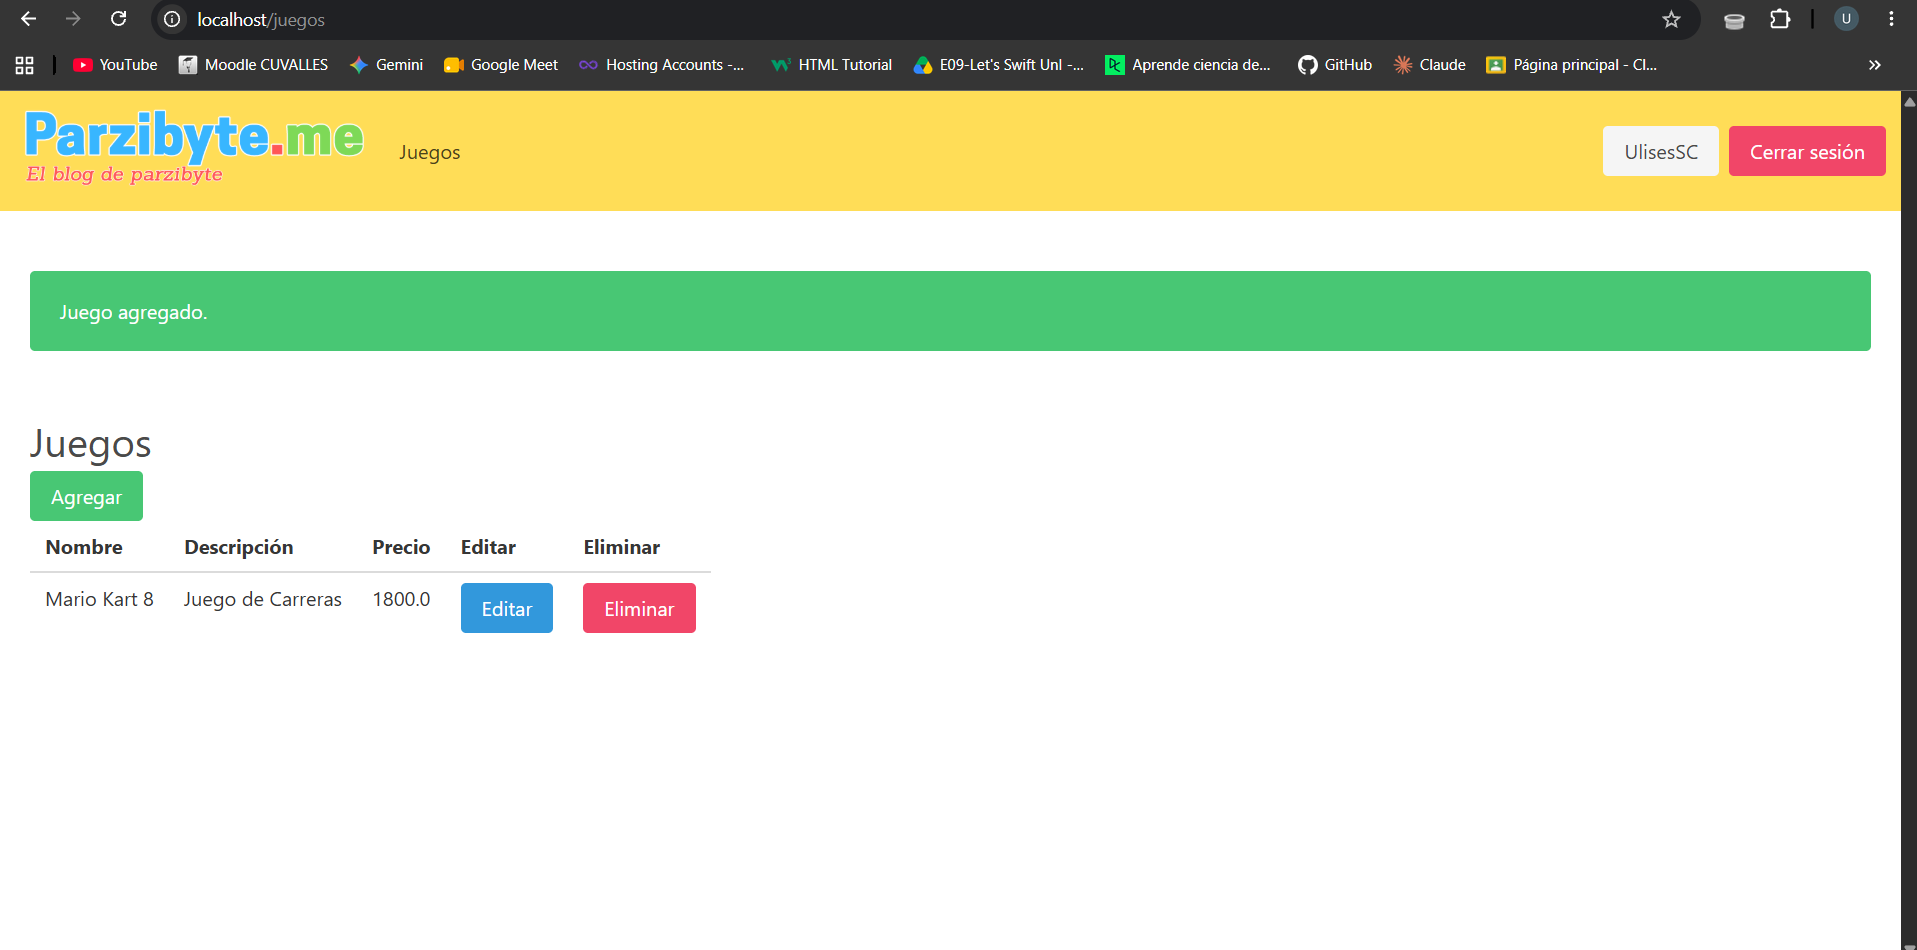 localhost/juegos
U
YouTube Moodle CUVALLES Gemini Google Meet Hosting Accounts -... HTML Tutorial E09-Let's Swift Unl -... Aprende ciencia de... GitHub Claude Página principal - Cl...
Parzibyte.me
El blog de parzibyte
Juegos
UlisesSC
Cerrar sesión
Juego agregado.
Juegos
Agregar
Nombre Descripción Precio Editar Eliminar
Mario Kart 8 Juego de Carreras 1800.0 Editar Eliminar